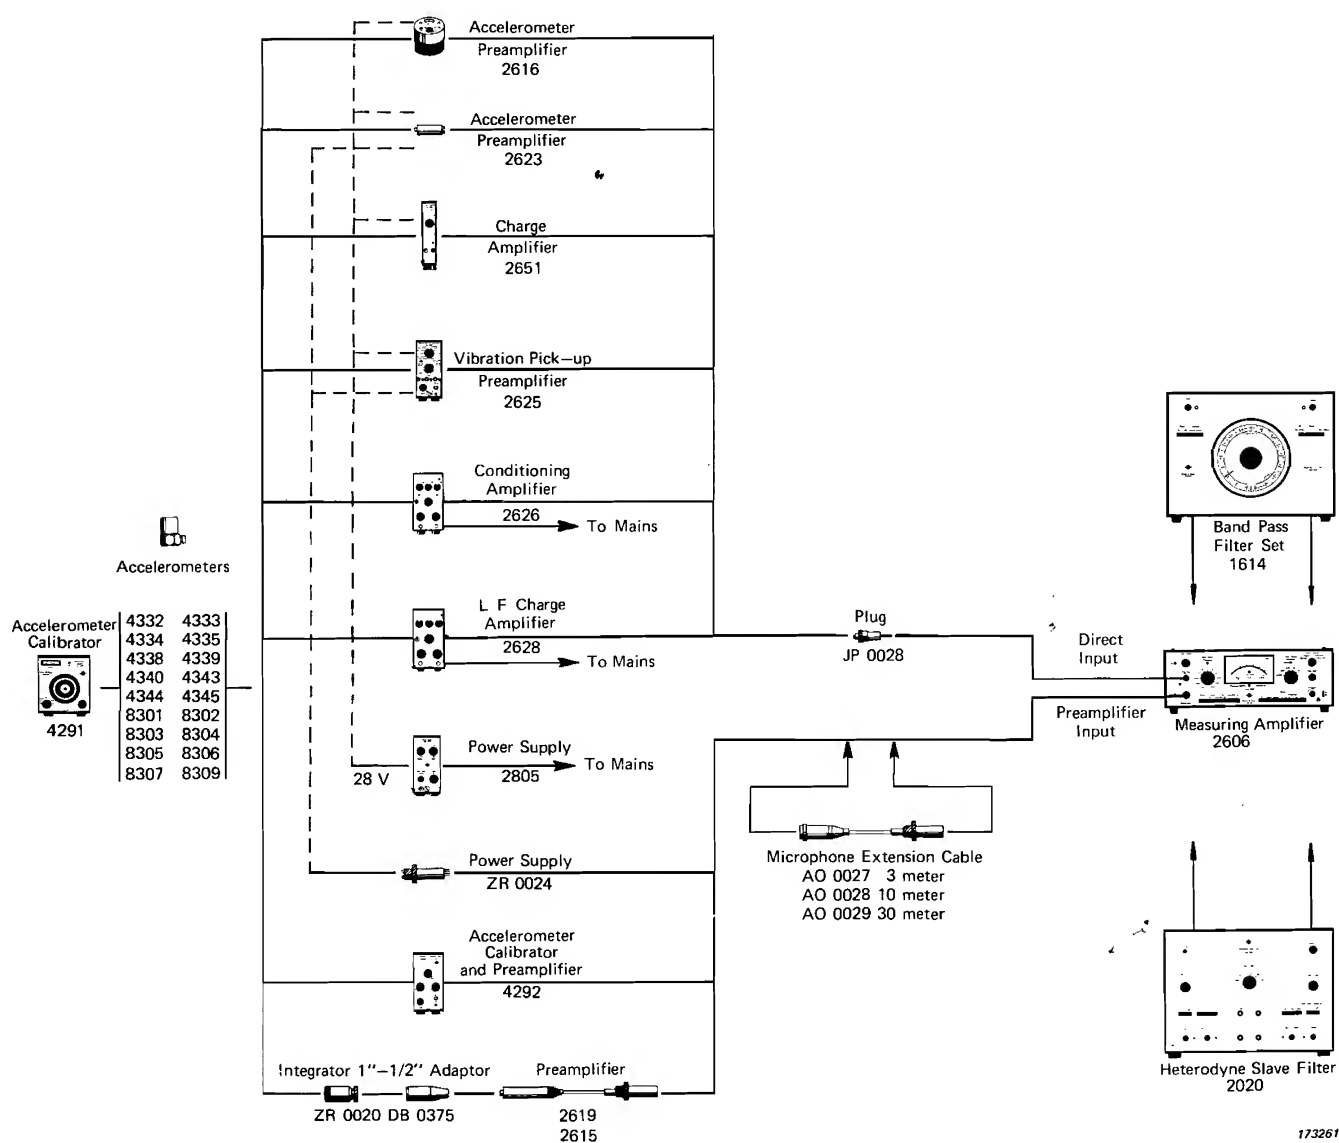 Accelerometer
Preamplifier
2616
Accelerometer
Preamplifier
2623
Charge
Amplifier
2651
Vibration Pick–up
Preamplifier
2625
Conditioning
Amplifier
2626
To Mains
L F Charge
Amplifier
2628
To Mains
28 V
Power Supply
2805
To Mains
Power Supply
ZR 0024
Accelerometer
Calibrator
and Preamplifier
4292
Integrator 1"–1/2" Adaptor
ZR 0020 DB 0375
Preamplifier
2619
2615
Accelerometers
Accelerometer
Calibrator
4291
4332 4333
4334 4335
4338 4339
4340 4343
4344 4345
8301 8302
8303 8304
8305 8306
8307 8309
Plug
JP 0028
Direct
Input
Preamplifier
Input
Microphone Extension Cable
AO 0027 3 meter
AO 0028 10 meter
AO 0029 30 meter
Band Pass
Filter Set
1614
Measuring Amplifier
2606
Heterodyne Slave Filter
2020
173261